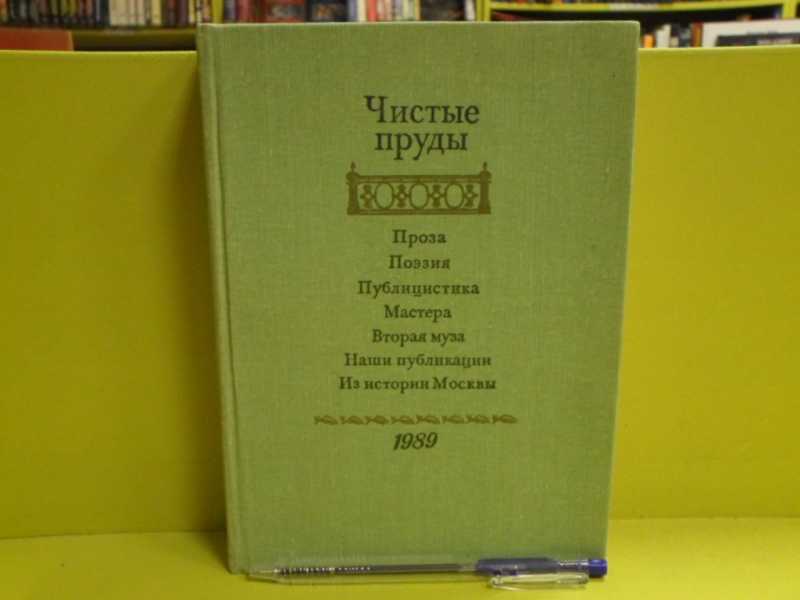 Чистые
пруды
Проза
Поэзия
Публицистика
Мастера
Вторая муза
Наши публикации
Из истории Москвы
1989